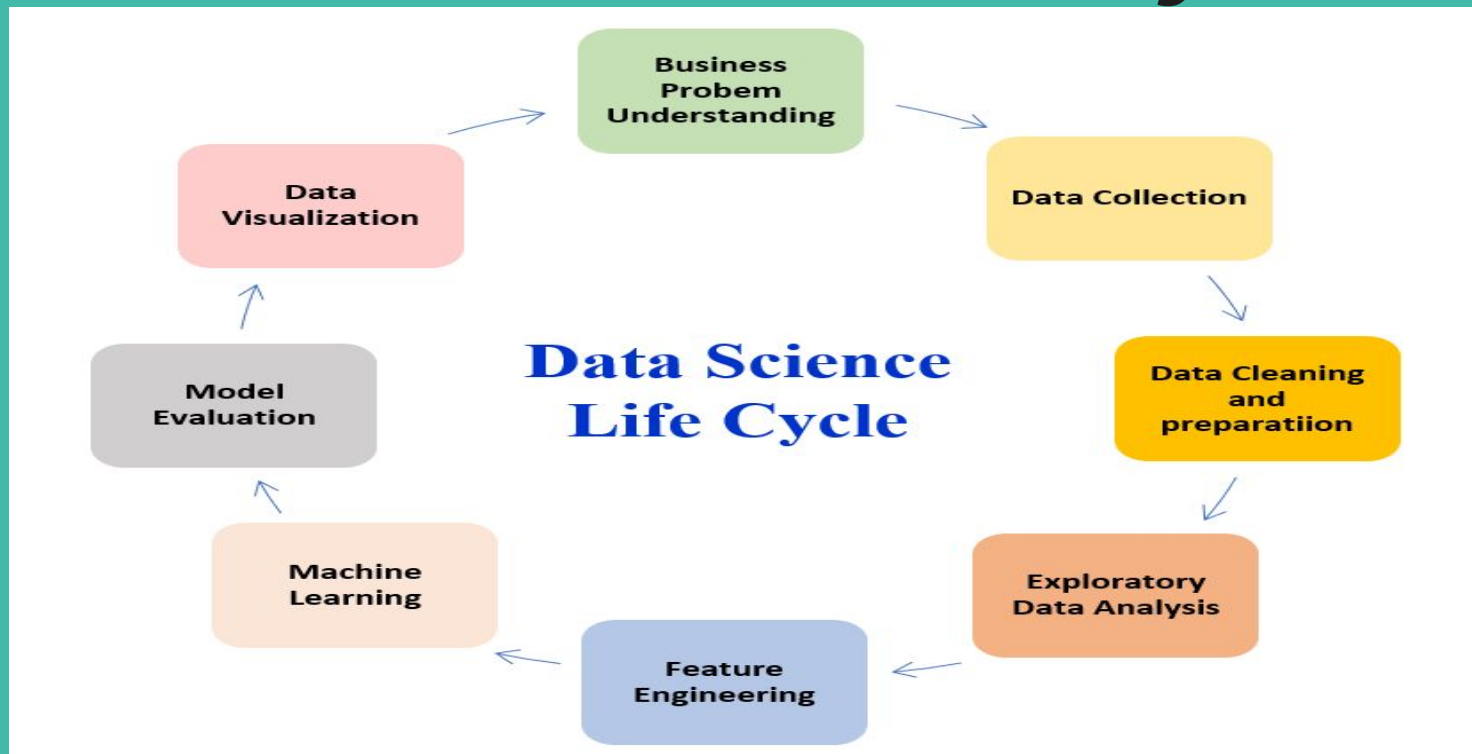 Business
Probem
Understanding
Data Collection
Data Cleaning
and
preparatiion
Exploratory
Data Analysis
Feature
Engineering
Machine
Learning
Model
Evaluation
Data
Visualization
Data Science
Life Cycle